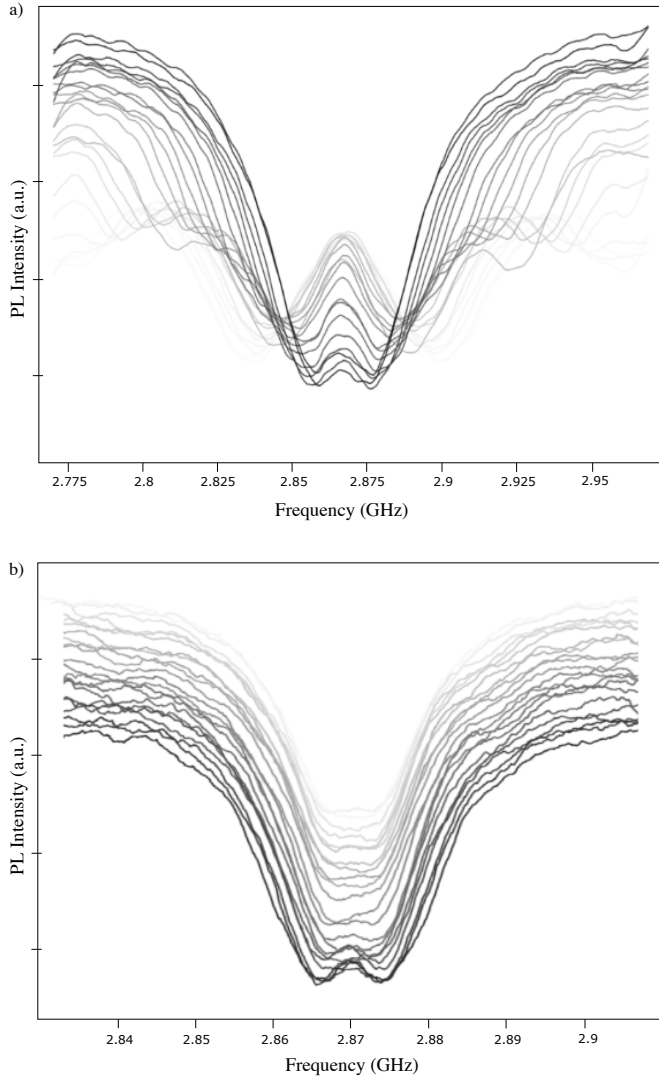 a)
PL Intensity (a.u.)
2.775 2.8 2.825 2.85 2.875 2.9 2.925 2.95
Frequency (GHz)
b)
PL Intensity (a.u.)
2.84 2.85 2.86 2.87 2.88 2.89 2.9
Frequency (GHz)